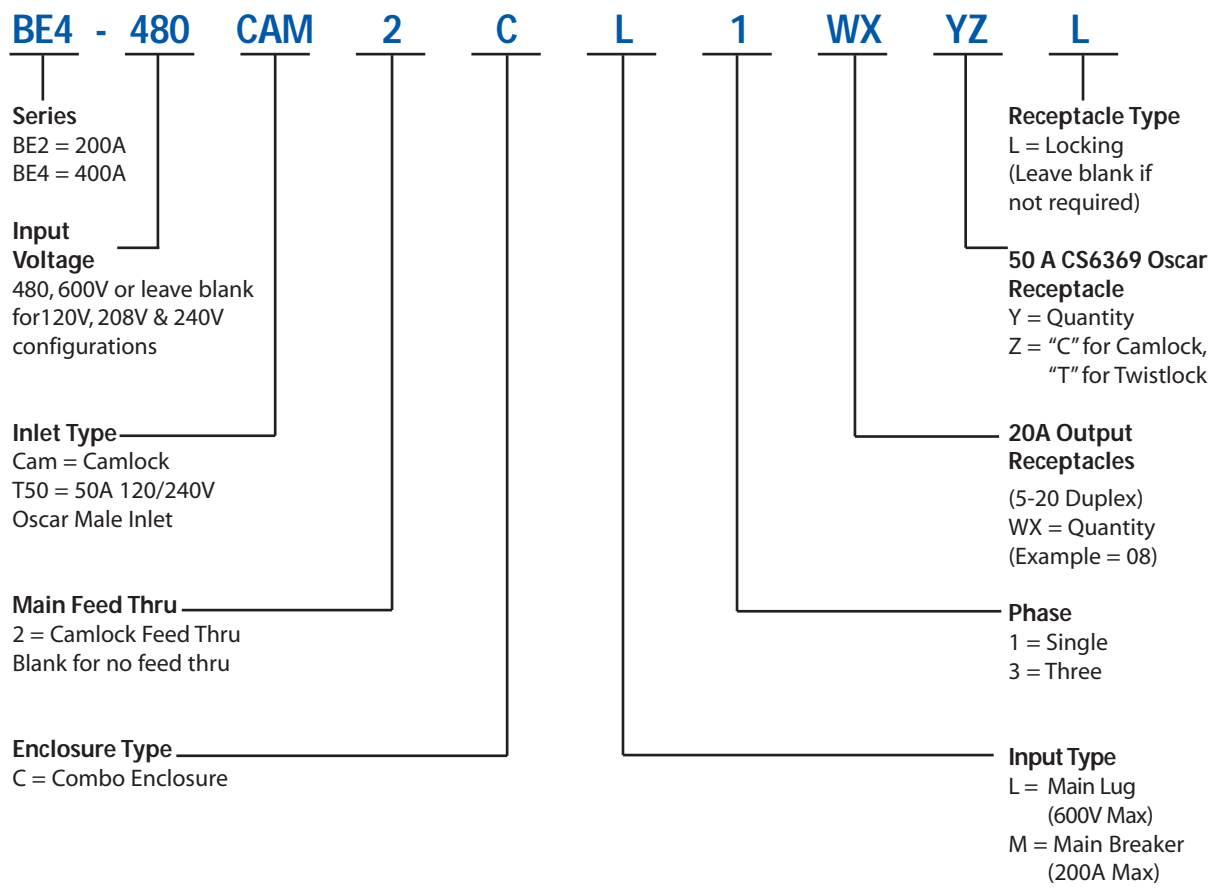 BE4 - 480 CAM 2 C L 1 WX YZ L
Series
BE2 = 200A
BE4 = 400A
Input
Voltage
480, 600V or leave blank
for120V, 208V & 240V
configurations
Inlet Type
Cam = Camlock
T50 = 50A 120/240V
Oscar Male Inlet
Main Feed Thru
2 = Camlock Feed Thru
Blank for no feed thru
Enclosure Type
C = Combo Enclosure
Receptacle Type
L = Locking
(Leave blank if
not required)
50 A CS6369 Oscar
Receptacle
Y = Quantity
Z = “C” for Camlock,
“T” for Twistlock
20A Output
Receptacles
(5-20 Duplex)
WX = Quantity
(Example = 08)
Phase
1 = Single
3 = Three
Input Type
L = Main Lug
(600V Max)
M = Main Breaker
(200A Max)